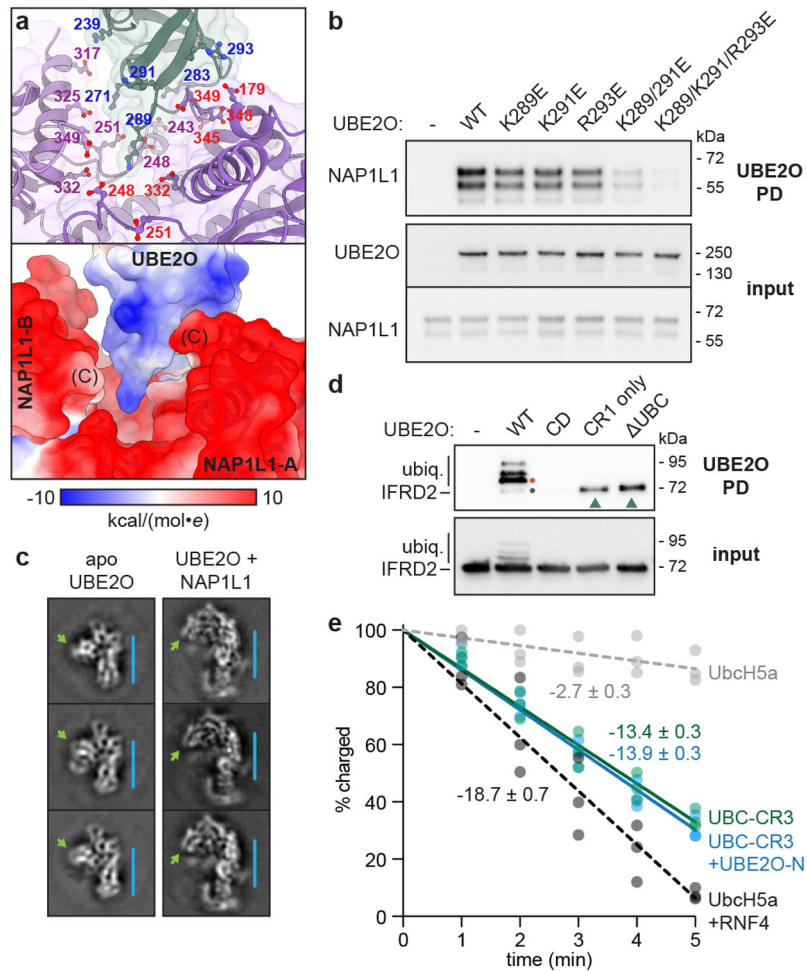 a
239
293
317
291
283
325
271
349
179
251
289
243
348
349
345
248
332
248
332
251
UBE2O
NAP1L1-B
(C)
(C)
NAP1L1-A
-10
10
kcal/(mol•e)
b
UBE2O:
-
WT
K289E
K291E
R293E
K289/291E
K289/K291/R293E
kDa
NAP1L1
- 72
- 55
UBE2O
PD
UBE2O
- 250
- 130
input
NAP1L1
- 72
- 55
c
apo
UBE2O
UBE2O +
NAP1L1
d
UBE2O:
-
WT
CD
CR1 only
ΔUBC
kDa
ubiq.
IFRD2
- 95
- 72
UBE2O
PD
ubiq.
IFRD2
- 95
- 72
input
e
100
80
60
40
20
0
% charged
0
1
2
3
4
5
time (min)
-2.7 ± 0.3
-13.4 ± 0.3
-13.9 ± 0.3
-18.7 ± 0.7
UbcH5a
UBC-CR3
UBC-CR3
+UBE2O-N
UbcH5a
+RNF4